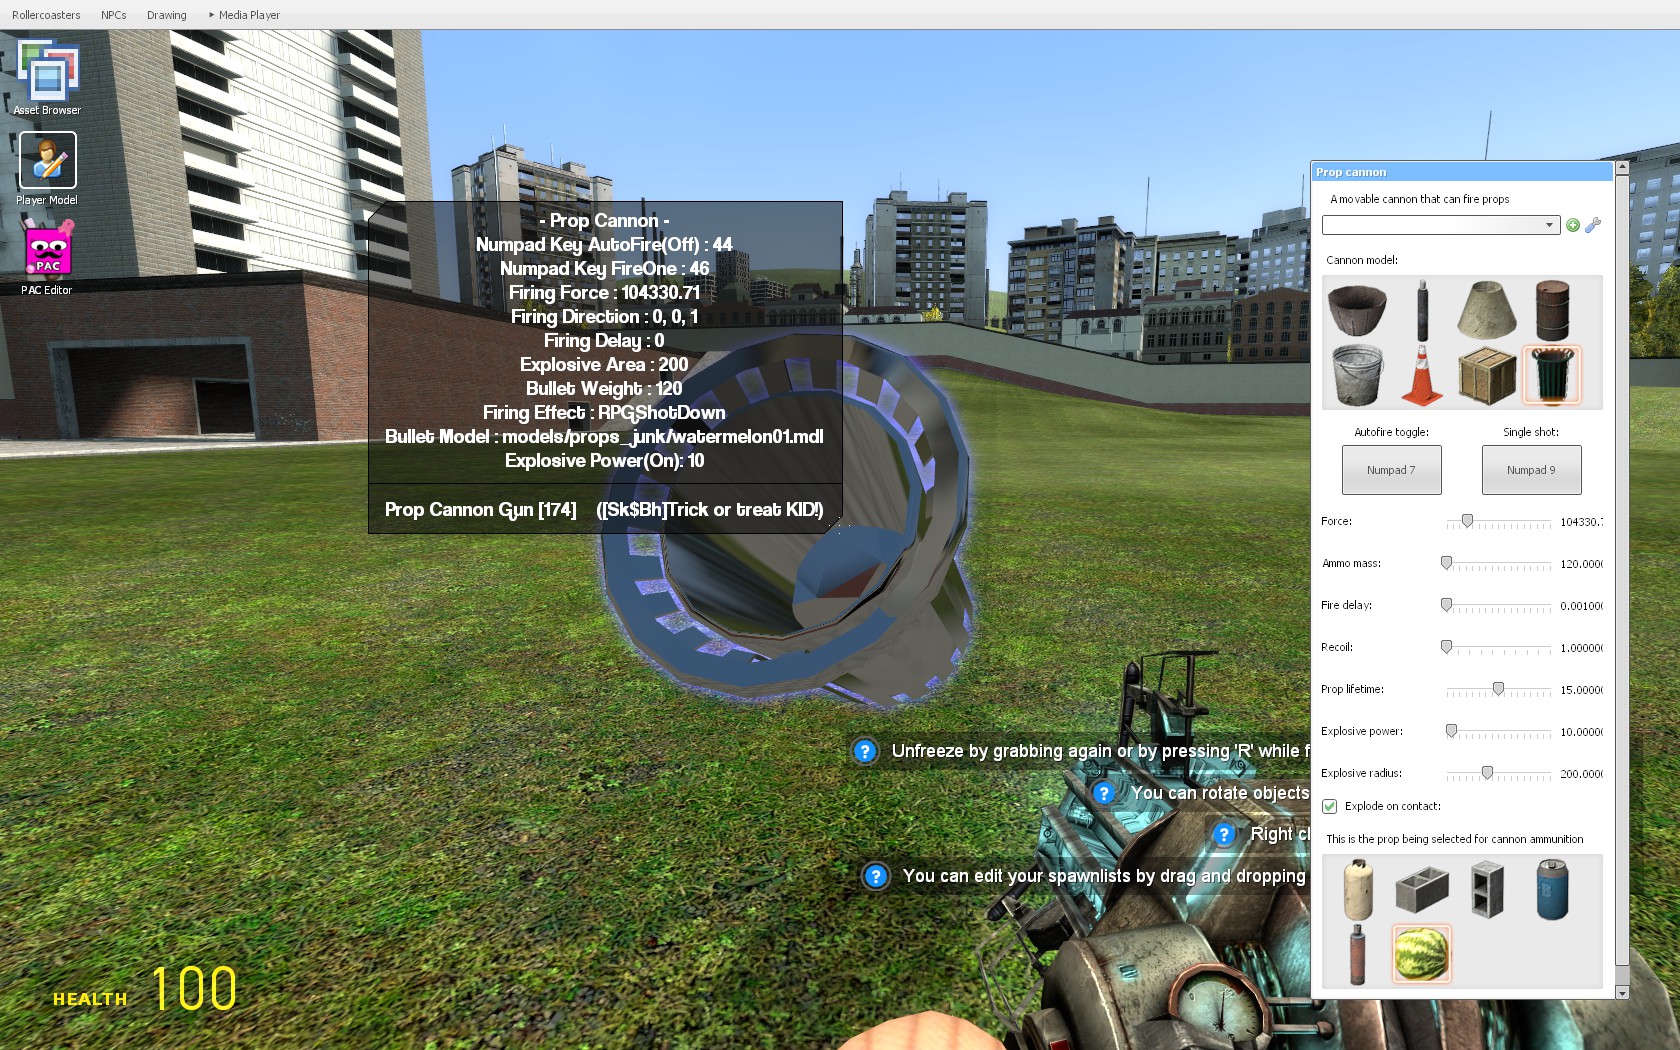 Rollercoasters NPCs Drawing Media Player
Asset Browser
Player Model
PAC
PAC Editor
- Prop Cannon -
Numpad Key AutoFire(Off) : 44
Numpad Key FireOne : 46
Firing Force : 104330.71
Firing Direction : 0, 0, 1
Firing Delay : 0
Explosive Area : 200
Bullet Weight : 120
Firing Effect : RPGShotDown
Bullet Model : models/props_junk/watermelon01.mdl
Explosive Power(On): 10
Prop Cannon Gun [174] ([Sk$Bh]Trick or treat KID!)
Unfreeze by grabbing again or by pressing 'R' while f
You can rotate objects
Right cl
You can edit your spawnlists by drag and dropping
HEALTH 100
Prop cannon
A movable cannon that can fire props
Cannon model:
Autofire toggle: Single shot:
Numpad 7 Numpad 9
Force: 104330.7
Ammo mass: 120.0000
Fire delay: 0.001000
Recoil: 1.000000
Prop lifetime: 15.00000
Explosive power: 10.00000
Explosive radius: 200.0000
Explode on contact:
This is the prop being selected for cannon ammunition